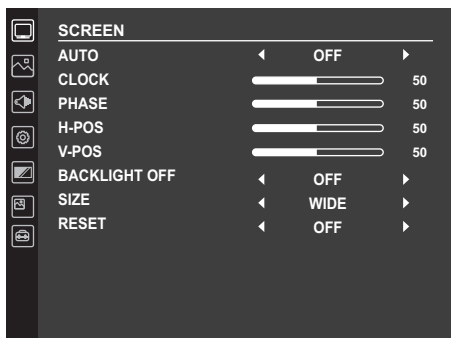 SCREEN
AUTO OFF
CLOCK 50
PHASE 50
H-POS 50
V-POS 50
BACKLIGHT OFF OFF
SIZE WIDE
RESET OFF